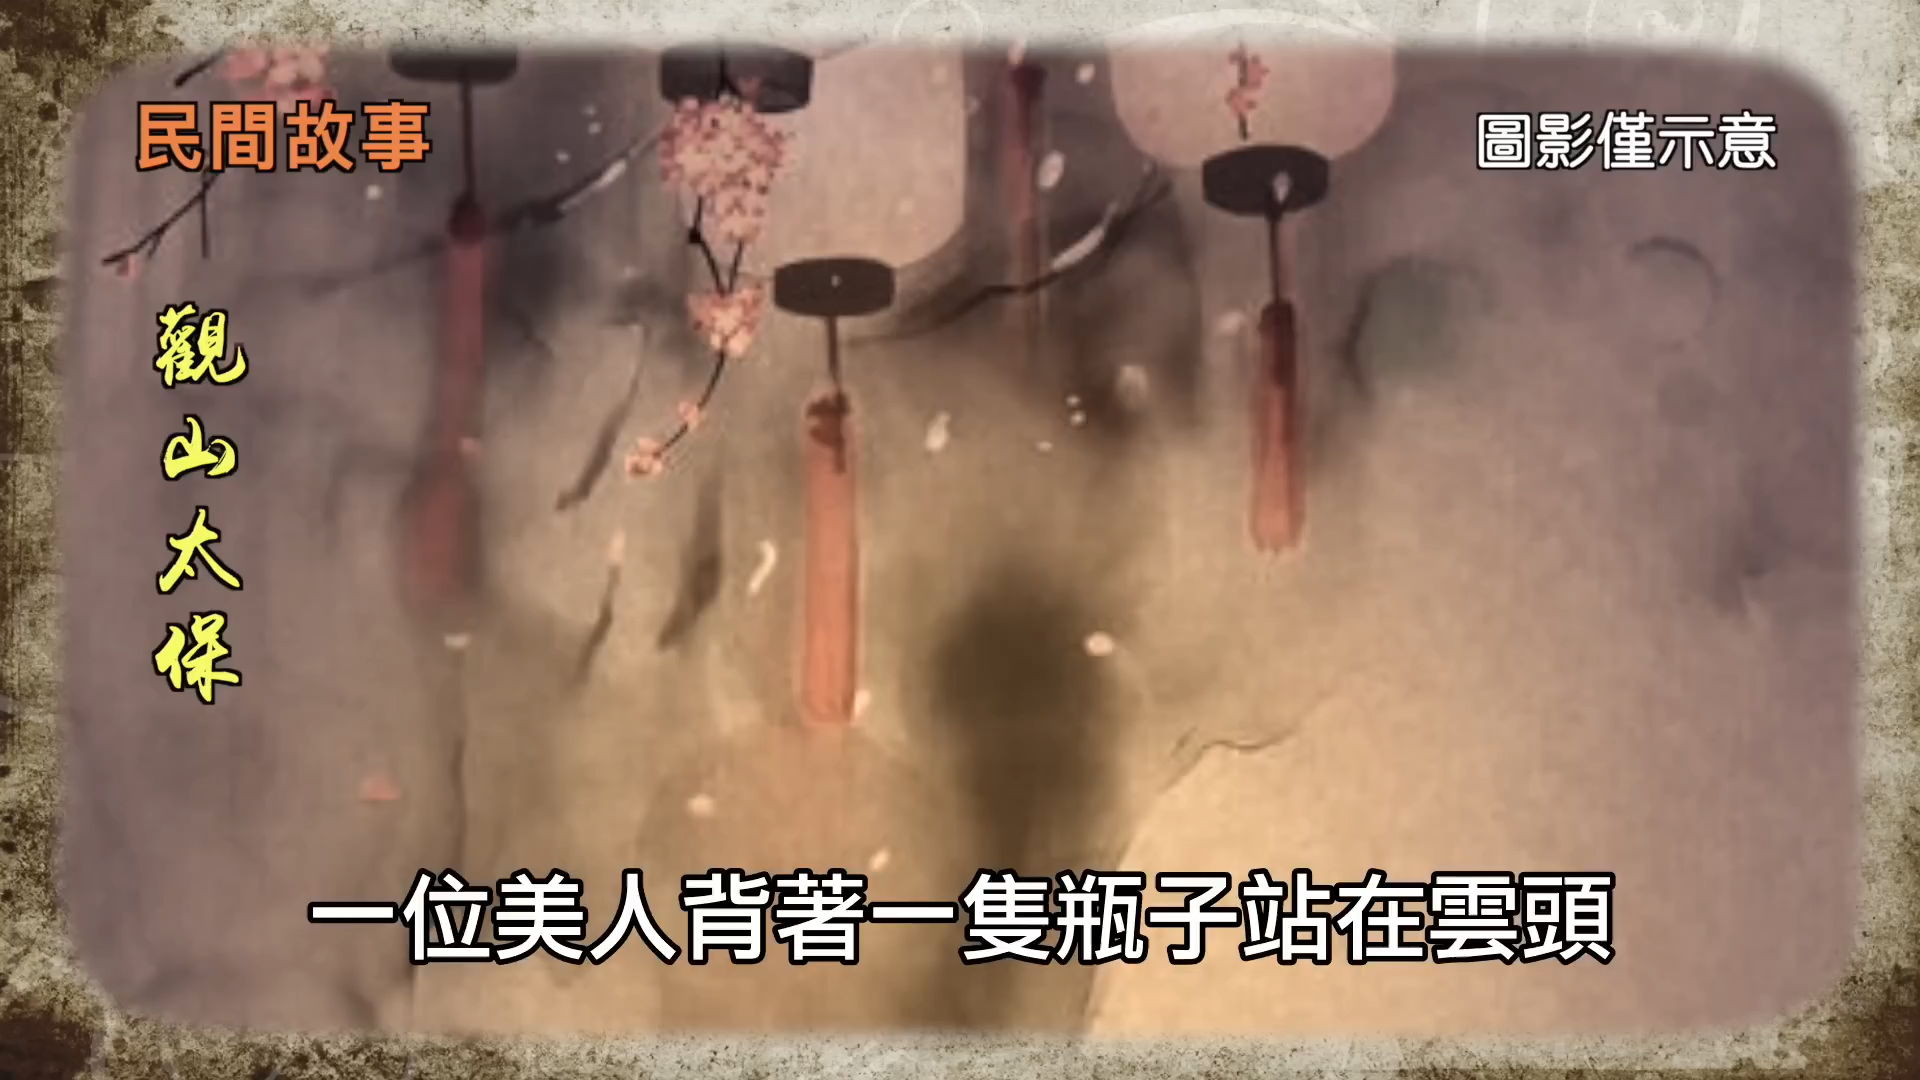 民間故事
圖影僅示意
觀山太保
一位美人背著一隻瓶子站在雲頭